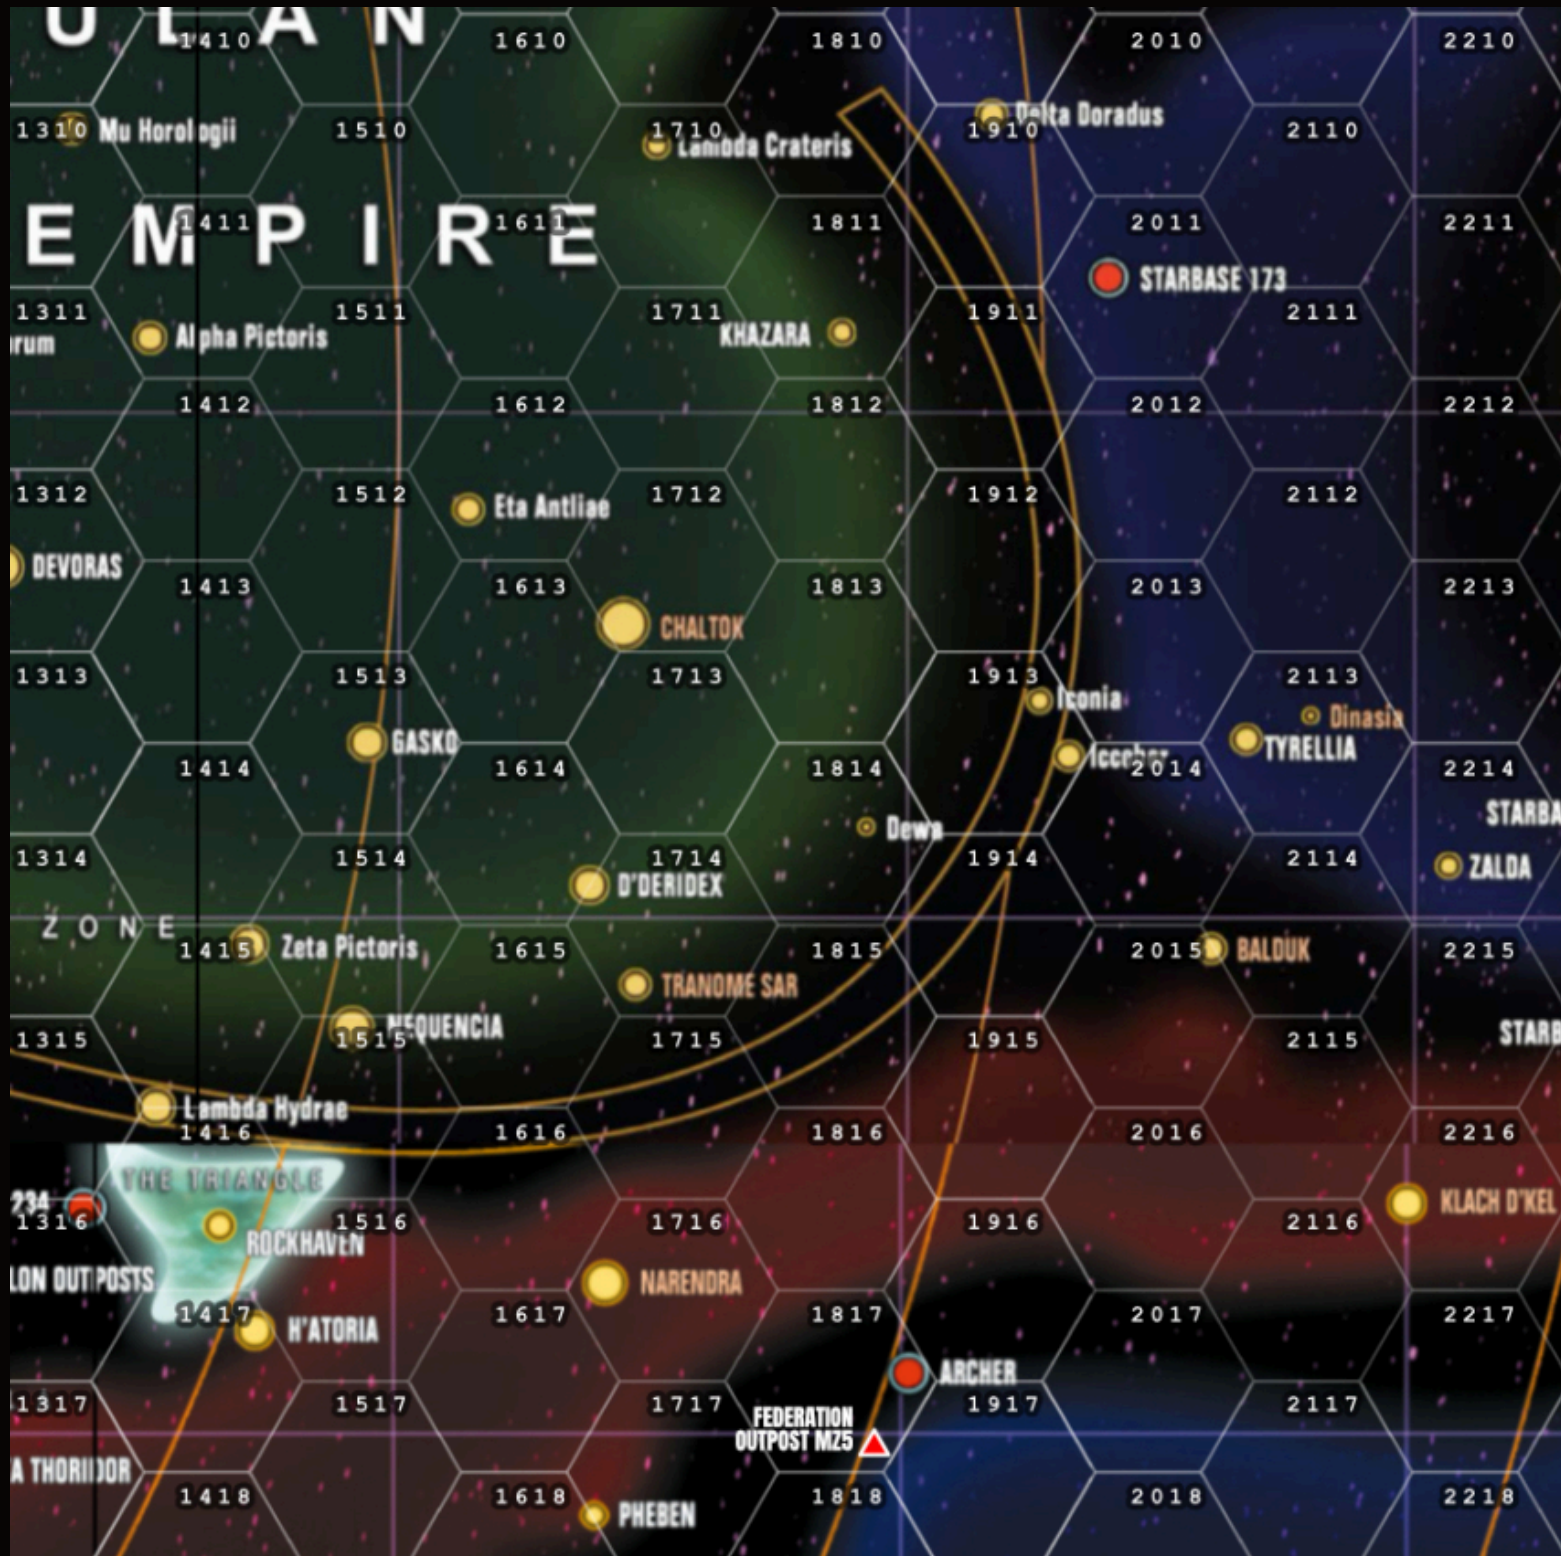 U L A N
1410 1610 1810 2010 2210
1310 Mu Horologii 1510 1710 Lambda Crateris 1910 Delta Doradus 2110
E M P I R E
1411 1611 1811 2011 2211
STARBASE 173
1311 1511 1711 1911 2111
rum Alpha Pictoris KHAZARA
1412 1612 1812 2012 2212
1312 1512 Eta Antliae 1712 1912 2112
DEVORAS
1413 1613 1813 2013 2213
CHALTOK
1313 1513 1713 1913 2113
Iconia Dinasia
GASKO TYRELLIA
1414 1614 1814 2014 2214
STARBA
Dewa
1314 1514 1714 1914 2114
D'DERIDEX ZALDA
Z O N E
1415 Zeta Pictoris 1615 1815 2015 BALDUK 2215
TRANOME SAR
NEQUENCIA STARB
1315 1515 1715 1915 2115
Lambda Hydrae
1416 1616 1816 2016 2216
THE TRIANGLE
234 KLACH D'KEL
1316 1516 1716 1916 2116
ROCKHAVEN
LON OUTPOSTS NARENDRA
1417 1617 1817 2017 2217
H'ATORIA
ARCHER
1317 1517 1717 1917 2117
FEDERATION
OUTPOST MZ5
A THORIDOR
1418 1618 1818 2018 2218
PHEBEN